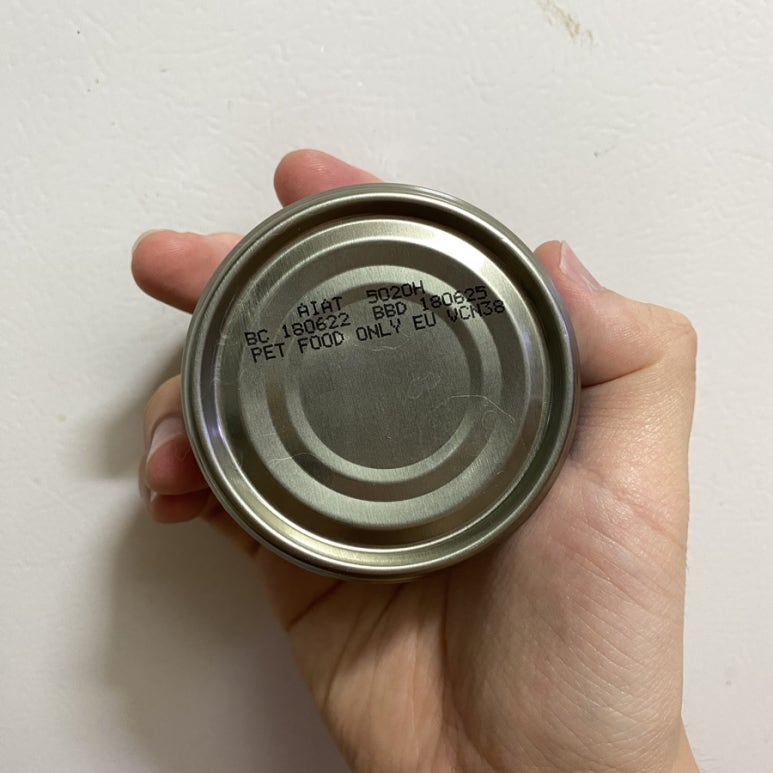 AIAT 5020H
BC 180622 BBD 180625
PET FOOD ONLY EU VCN38